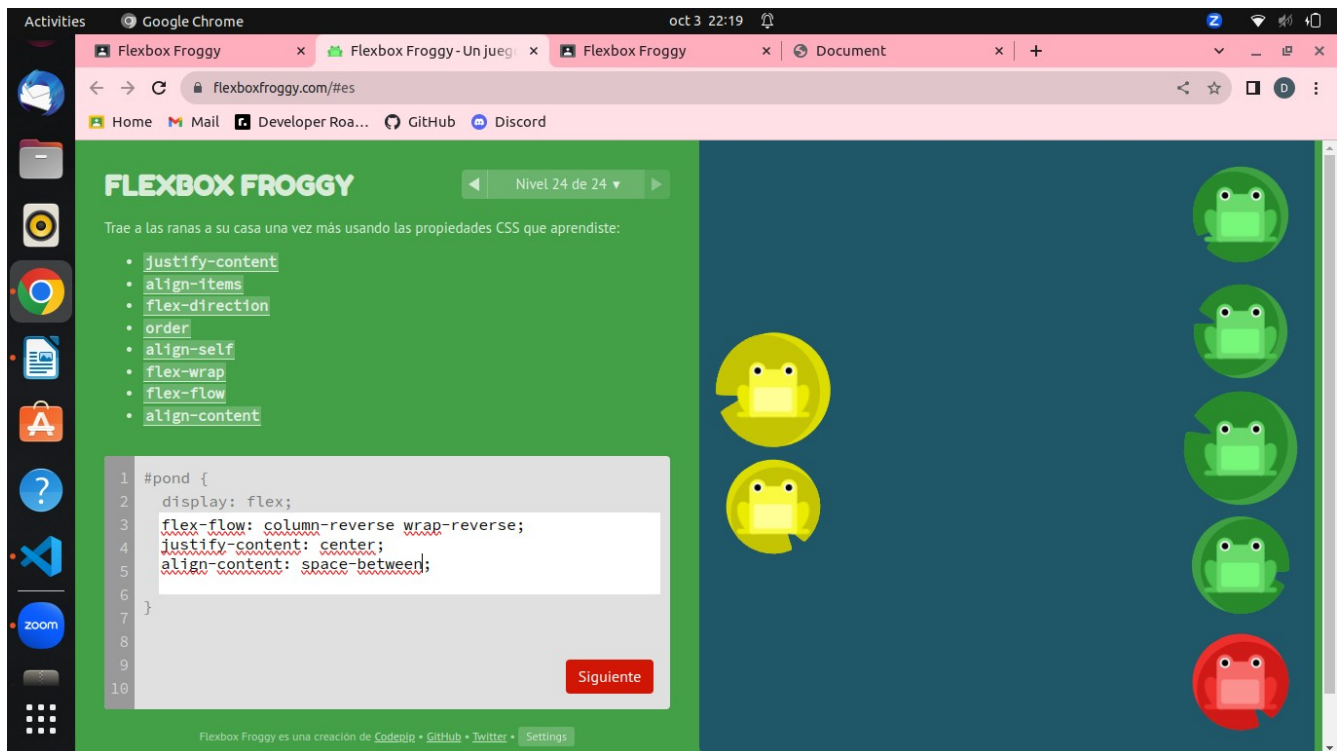 Activities
Google Chrome
oct 3 22:19
Z
Flexbox Froggy
Flexbox Froggy - Un jueg
Flexbox Froggy
Document
flexboxfroggy.com/#es
D
Home
Mail
r.
Developer Roa...
GitHub
Discord
FLEXBOX FROGGY
Nivel 24 de 24 ▾
Trae a las ranas a su casa una vez más usando las propiedades CSS que aprendiste:
justify-content
align-items
flex-direction
order
align-self
flex-wrap
flex-flow
align-content
1 #pond {
2 display: flex;
3 flex-flow: column-reverse wrap-reverse;
4 justify-content: center;
5 align-content: space-between;
6
7 }
8
9
10
Siguiente
Flexbox Froggy es una creación de Codepip • GitHub • Twitter • Settings
A
?
zoom